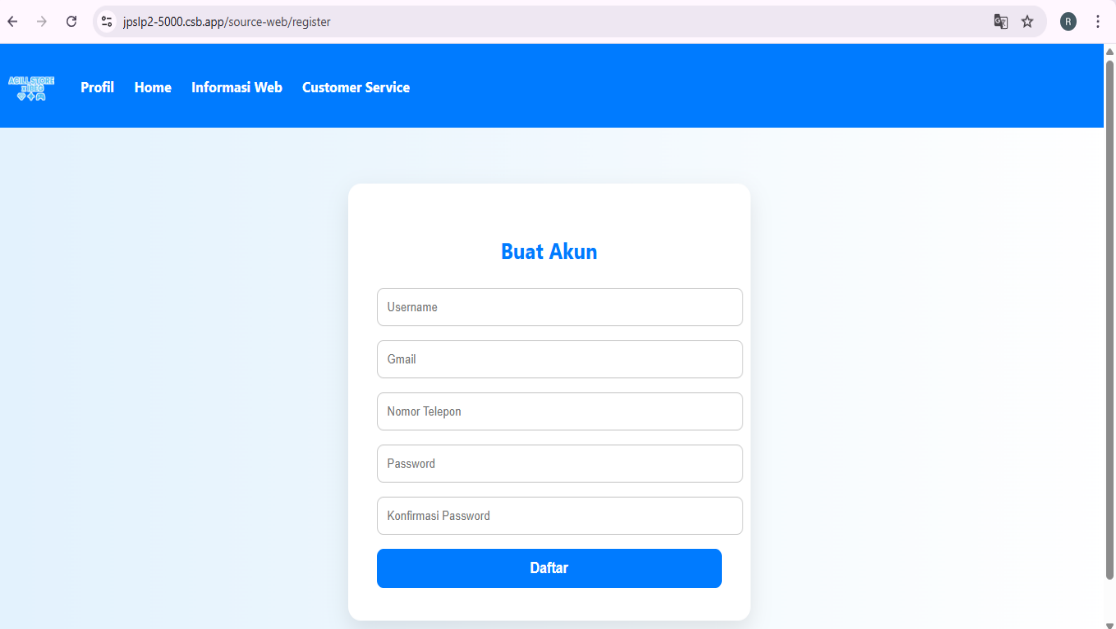 jpslp2-5000.csb.app/source-web/register
R
Profil Home Informasi Web Customer Service
Buat Akun
Username
Gmail
Nomor Telepon
Password
Konfirmasi Password
Daftar